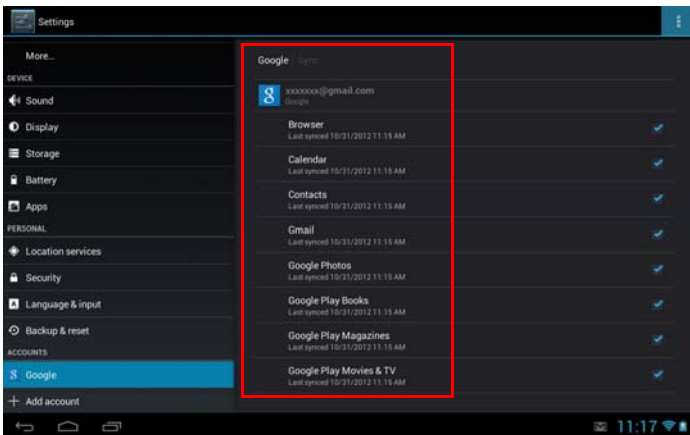 Settings
More...
DEVICE
Sound
Display
Storage
Battery
Apps
PERSONAL
Location services
Security
Language & input
Backup & reset
ACCOUNTS
Google
Add account
Google Sync
xxxxxxx@gmail.com
Google
Browser
Last synced 10/31/2012 11:15 AM
Calendar
Last synced 10/31/2012 11:15 AM
Contacts
Last synced 10/31/2012 11:15 AM
Gmail
Last synced 10/31/2012 11:15 AM
Google Photos
Last synced 10/31/2012 11:15 AM
Google Play Books
Last synced 10/31/2012 11:15 AM
Google Play Magazines
Last synced 10/31/2012 11:15 AM
Google Play Movies & TV
Last synced 10/31/2012 11:15 AM
11:17